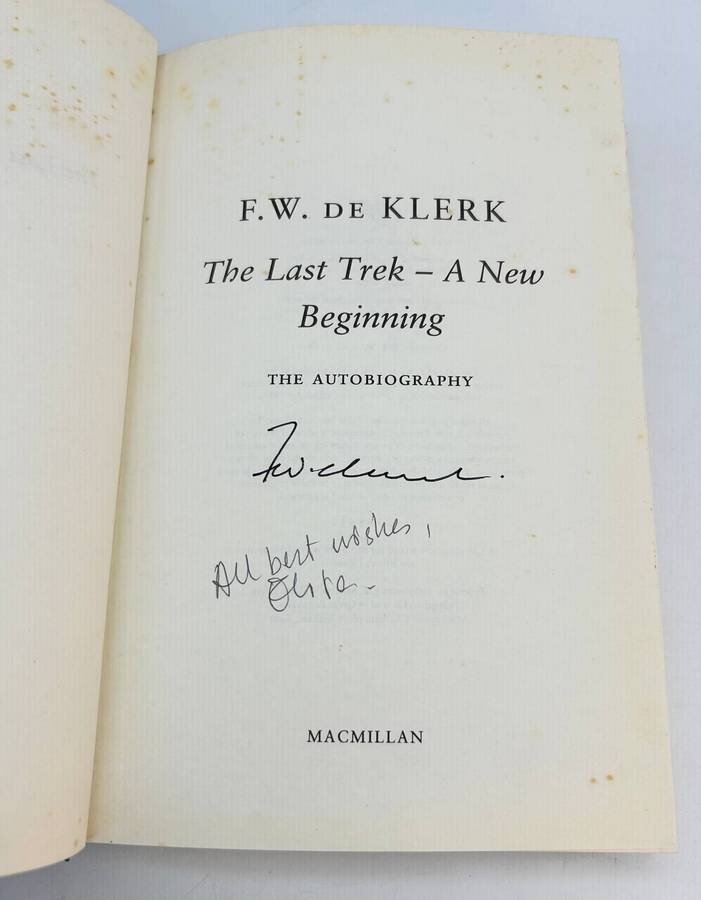 F.W. DE KLERK
The Last Trek – A New
Beginning
THE AUTOBIOGRAPHY
All best wishes,
MACMILLAN